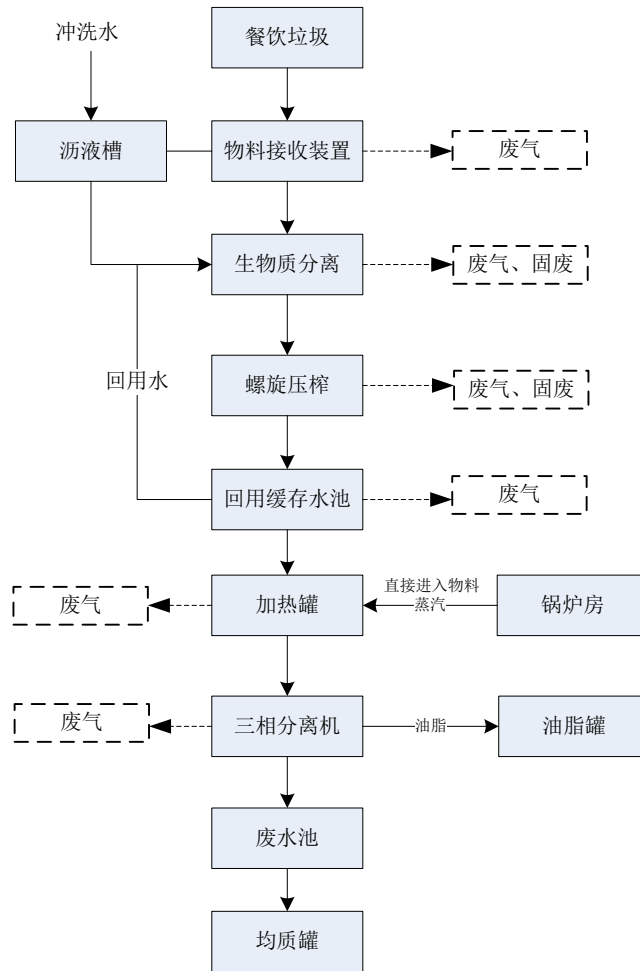 冲洗水
餐饮垃圾
沥液槽
物料接收装置
废气
生物质分离
废气、固废
回用水
螺旋压榨
废气、固废
回用缓存水池
废气
废气
加热罐
直接进入物料
蒸汽
锅炉房
废气
三相分离机
油脂
油脂罐
废水池
均质罐